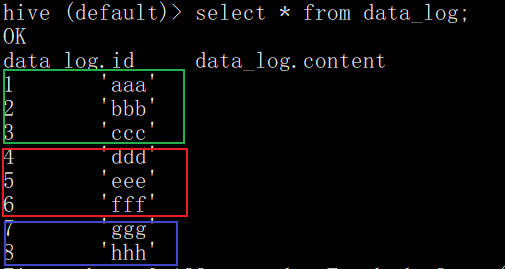 hive (default)> select * from data_log;
OK
data_log.id data_log.content
1 'aaa'
2 'bbb'
3 'ccc'
4 'ddd'
5 'eee'
6 'fff'
7 'ggg'
8 'hhh'